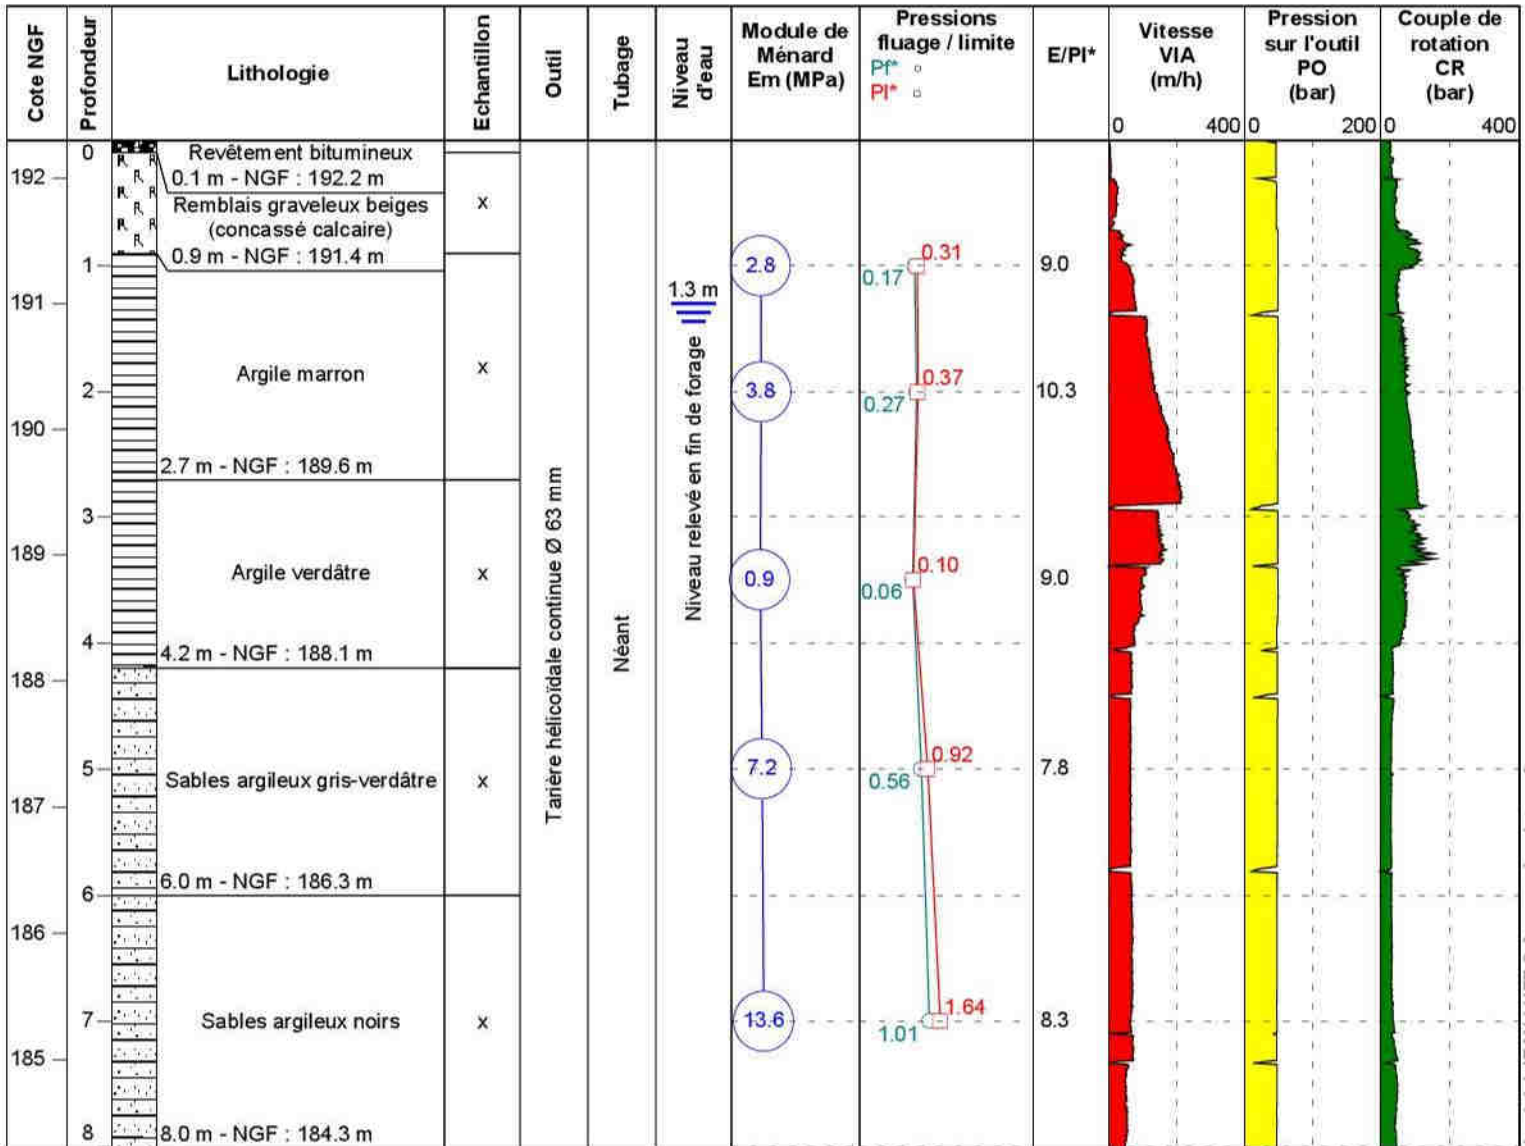 Cote NGF
Profondeur
Lithologie
Echantillon
Outil
Tubage
Niveau
d'eau
Module de
Ménard
Em (MPa)
Pressions
fluage / limite
Pf*
Pl*
E/Pl*
Vitesse
VIA
(m/h)
0 400
Pression
sur l'outil
PO
(bar)
0 200
Couple de
rotation
CR
(bar)
0 400
192
191
190
189
188
187
186
185
0
1
2
3
4
5
6
7
8
Revêtement bitumineux
0.1 m - NGF : 192.2 m
Remblais graveleux beiges
(concassé calcaire)
0.9 m - NGF : 191.4 m
Argile marron
2.7 m - NGF : 189.6 m
Argile verdâtre
4.2 m - NGF : 188.1 m
Sables argileux gris-verdâtre
6.0 m - NGF : 186.3 m
Sables argileux noirs
8.0 m - NGF : 184.3 m
R R
R
R R
R
R R
R
x
x
x
x
x
Tarière hélicoïdale continue Ø 63 mm
Néant
1.3 m
Niveau relevé en fin de forage
2.8
3.8
0.9
7.2
13.6
0.31
0.17
0.37
0.27
0.10
0.06
0.92
0.56
1.64
1.01
9.0
10.3
9.0
7.8
8.3